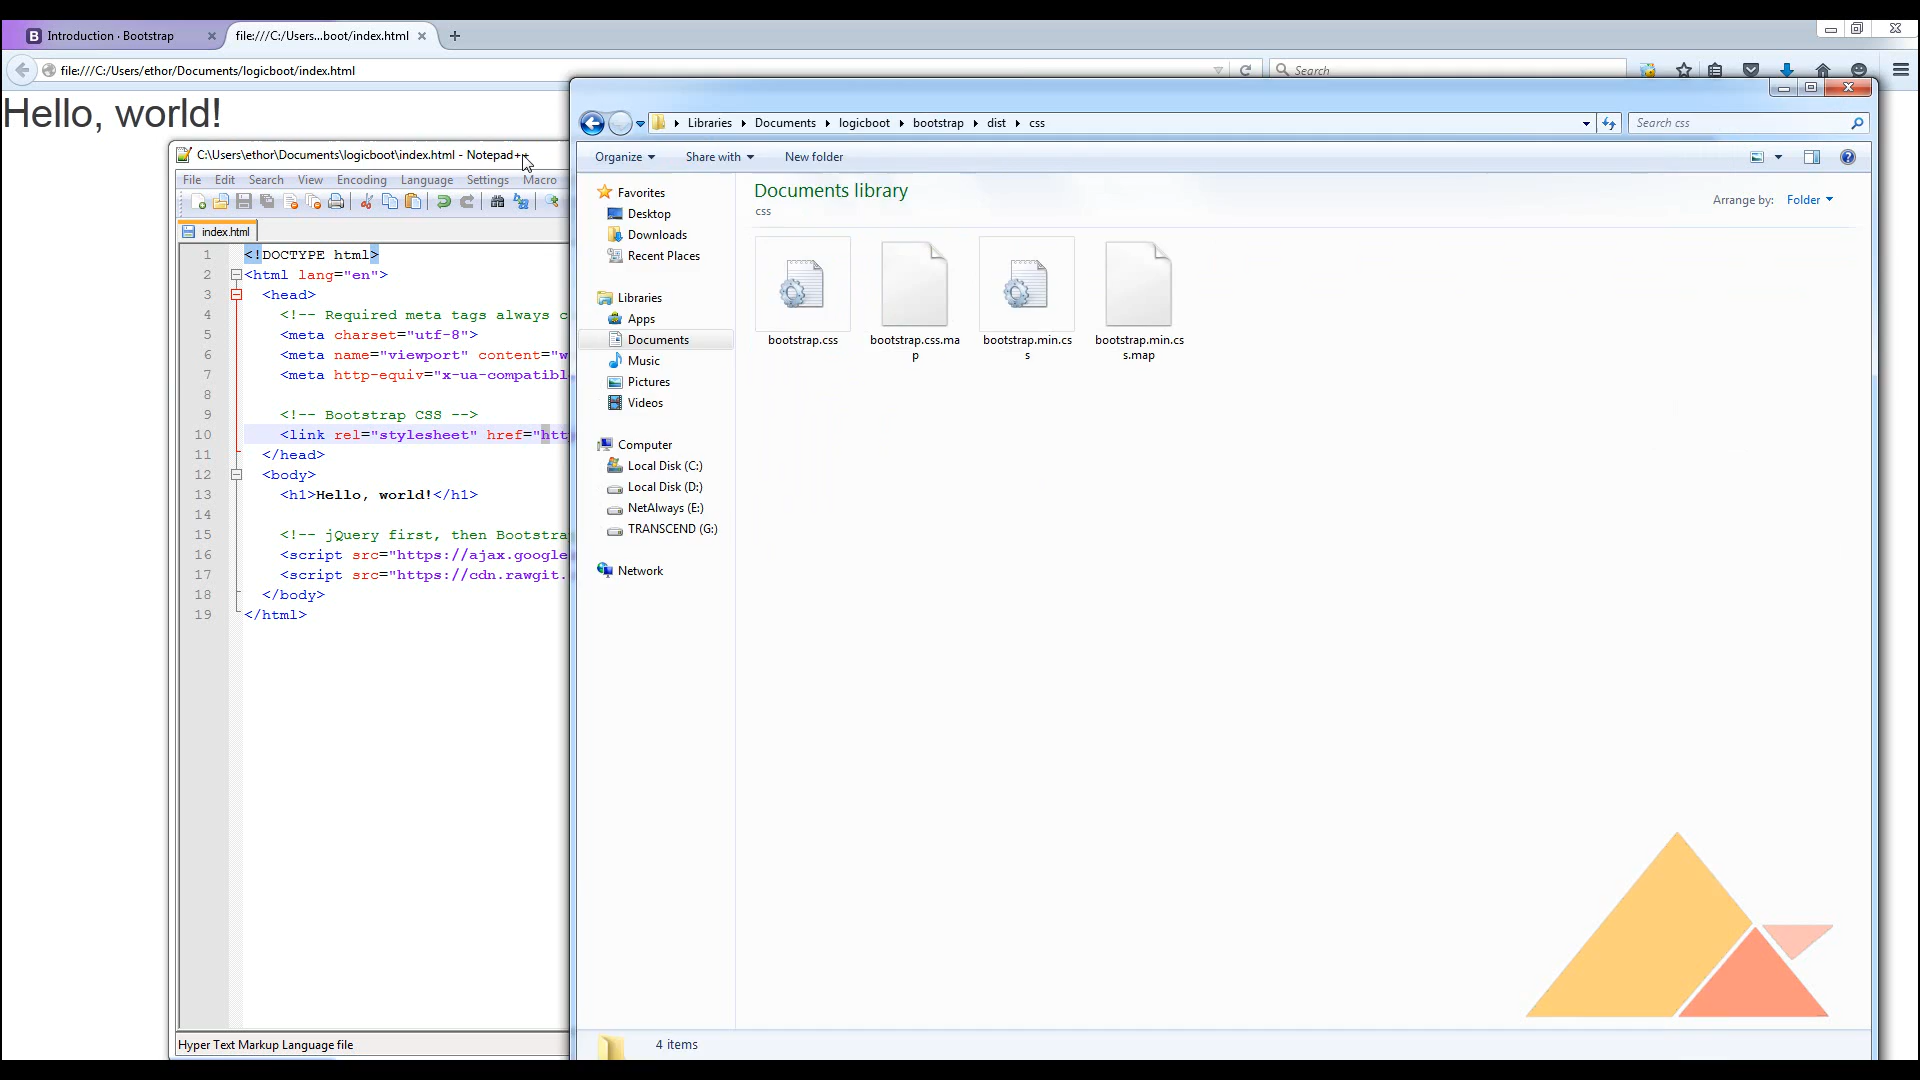 Introduction · Bootstrap
file:///C:/Users...boot/index.html
file:///C:/Users/ethor/Documents/logicboot/index.html
Search
Hello, world!
C:\Users\ethor\Documents\logicboot\index.html - Notepad++
File Edit Search View Encoding Language Settings Macro
index.html
1 <!DOCTYPE html>
2 <html lang="en">
3 <head>
4 <!-- Required meta tags always c
5 <meta charset="utf-8">
6 <meta name="viewport" content="w
7 <meta http-equiv="x-ua-compatibl
8
9 <!-- Bootstrap CSS -->
10 <link rel="stylesheet" href="htt
11 </head>
12 <body>
13 <h1>Hello, world!</h1>
14
15 <!-- jQuery first, then Bootstra
16 <script src="https://ajax.google
17 <script src="https://cdn.rawgit.
18 </body>
19 </html>
Hyper Text Markup Language file
Libraries Documents logicboot bootstrap dist css
Search css
Organize Share with New folder
Favorites
Desktop
Downloads
Recent Places
Libraries
Apps
Documents
Music
Pictures
Videos
Computer
Local Disk (C:)
Local Disk (D:)
NetAlways (E:)
TRANSCEND (G:)
Network
Documents library
css
Arrange by: Folder
bootstrap.css
bootstrap.css.ma
p
bootstrap.min.cs
s
bootstrap.min.cs
s.map
4 items